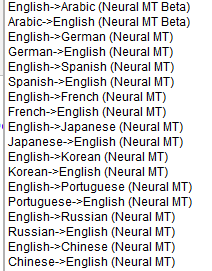 English->Arabic (Neural MT Beta)
Arabic->English (Neural MT Beta)
English->German (Neural MT)
German->English (Neural MT)
English->Spanish (Neural MT)
Spanish->English (Neural MT)
English->French (Neural MT)
French->English (Neural MT)
English->Japanese (Neural MT)
Japanese->English (Neural MT)
English->Korean (Neural MT)
Korean->English (Neural MT)
English->Portuguese (Neural MT)
Portuguese->English (Neural MT)
English->Russian (Neural MT)
Russian->English (Neural MT)
English->Chinese (Neural MT)
Chinese->English (Neural MT)